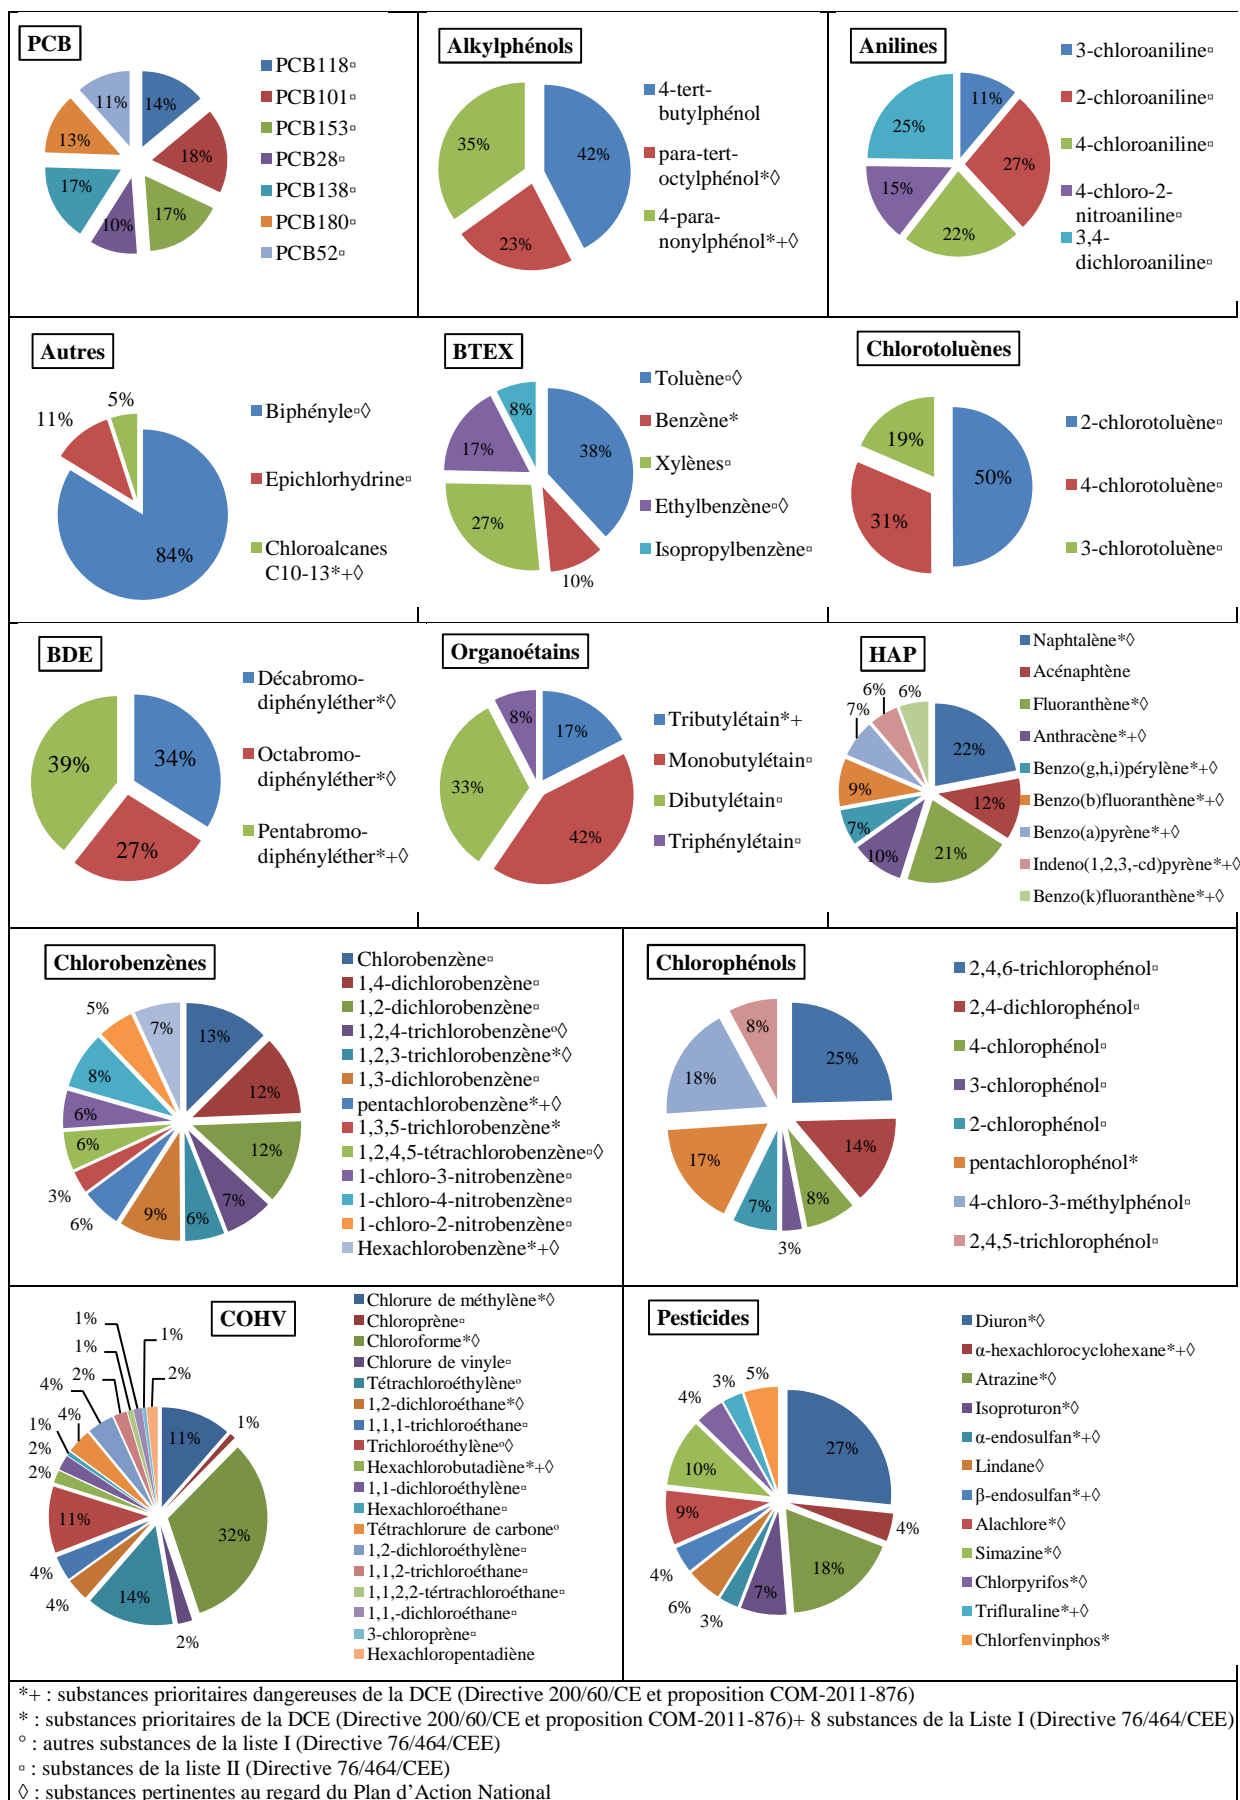 PCB
14%
18%
17%
10%
17%
13%
11%
PCB118¤
PCB101¤
PCB153¤
PCB28¤
PCB138¤
PCB180¤
PCB52¤
Alkylphénols
42%
23%
35%
4-tert-
butylphénol
para-tert-
octylphénol*◊
4-para-
nonylphénol*+◊
Anilines
11%
27%
22%
15%
25%
3-chloroaniline¤
2-chloroaniline¤
4-chloroaniline¤
4-chloro-2-
nitroaniline¤
3,4-
dichloroaniline¤
Autres
84%
11%
5%
Biphényle¤◊
Epichlorhydrine¤
Chloroalcanes
C10-13*+◊
BTEX
38%
10%
27%
17%
8%
Toluène¤◊
Benzène*
Xylènes¤
Ethylbenzène¤◊
Isopropylbenzène¤
Chlorotoluènes
50%
31%
19%
2-chlorotoluène¤
4-chlorotoluène¤
3-chlorotoluène¤
BDE
34%
27%
39%
Décabromo-
diphényléther*◊
Octabromo-
diphényléther*◊
Pentabromo-
diphényléther*+◊
Organoétains
17%
42%
33%
8%
Tributylétain*+
Monobutylétain¤
Dibutylétain¤
Triphénylétain¤
HAP
22%
12%
21%
10%
7%
9%
7%
6%
6%
Naphtalène*◊
Acénaphtène
Fluoranthène*◊
Anthracène*+◊
Benzo(g,h,i)pérylène*+◊
Benzo(b)fluoranthène*+◊
Benzo(a)pyrène*+◊
Indeno(1,2,3,-cd)pyrène*+◊
Benzo(k)fluoranthène*+◊
Chlorobenzènes
13%
12%
12%
7%
6%
9%
6%
3%
6%
6%
8%
5%
7%
Chlorobenzène¤
1,4-dichlorobenzène¤
1,2-dichlorobenzène¤
1,2,4-trichlorobenzène°◊
1,2,3-trichlorobenzène*◊
1,3-dichlorobenzène¤
pentachlorobenzène*+◊
1,3,5-trichlorobenzène*
1,2,4,5-tétrachlorobenzène¤◊
1-chloro-3-nitrobenzène¤
1-chloro-4-nitrobenzène¤
1-chloro-2-nitrobenzène¤
Hexachlorobenzène*+◊
Chlorophénols
25%
14%
8%
3%
7%
17%
18%
8%
2,4,6-trichlorophénol¤
2,4-dichlorophénol¤
4-chlorophénol¤
3-chlorophénol¤
2-chlorophénol¤
pentachlorophénol*
4-chloro-3-méthylphénol¤
2,4,5-trichlorophénol¤
COHV
11%
1%
32%
2%
14%
4%
4%
11%
2%
2%
1%
4%
4%
2%
1%
1%
1%
2%
Chlorure de méthylène*◊
Chloroprène¤
Chloroforme*◊
Chlorure de vinyle¤
Tétrachloroéthylène°
1,2-dichloroéthane*◊
1,1,1-trichloroéthane¤
Trichloroéthylène°◊
Hexachlorobutadiène*+◊
1,1-dichloroéthylène¤
Hexachloroéthane¤
Tétrachlorure de carbone°
1,2-dichloroéthylène¤
1,1,2-trichloroéthane¤
1,1,2,2-tértrachloroéthane¤
1,1,-dichloroéthane¤
3-chloroprène¤
Hexachloropentadiène
Pesticides
27%
4%
18%
7%
3%
6%
4%
9%
10%
4%
3%
5%
Diuron*◊
α-hexachlorocyclohexane*+◊
Atrazine*◊
Isoproturon*◊
α-endosulfan*+◊
Lindane◊
β-endosulfan*+◊
Alachlore*◊
Simazine*◊
Chlorpyrifos*◊
Trifluraline*+◊
Chlorfenvinphos*
*+ : substances prioritaires dangereuses de la DCE (Directive 200/60/CE et proposition COM-2011-876)
* : substances prioritaires de la DCE (Directive 200/60/CE et proposition COM-2011-876)+ 8 substances de la Liste I (Directive 76/464/CEE)
° : autres substances de la liste I (Directive 76/464/CEE)
¤ : substances de la liste II (Directive 76/464/CEE)
◊ : substances pertinentes au regard du Plan d’Action National